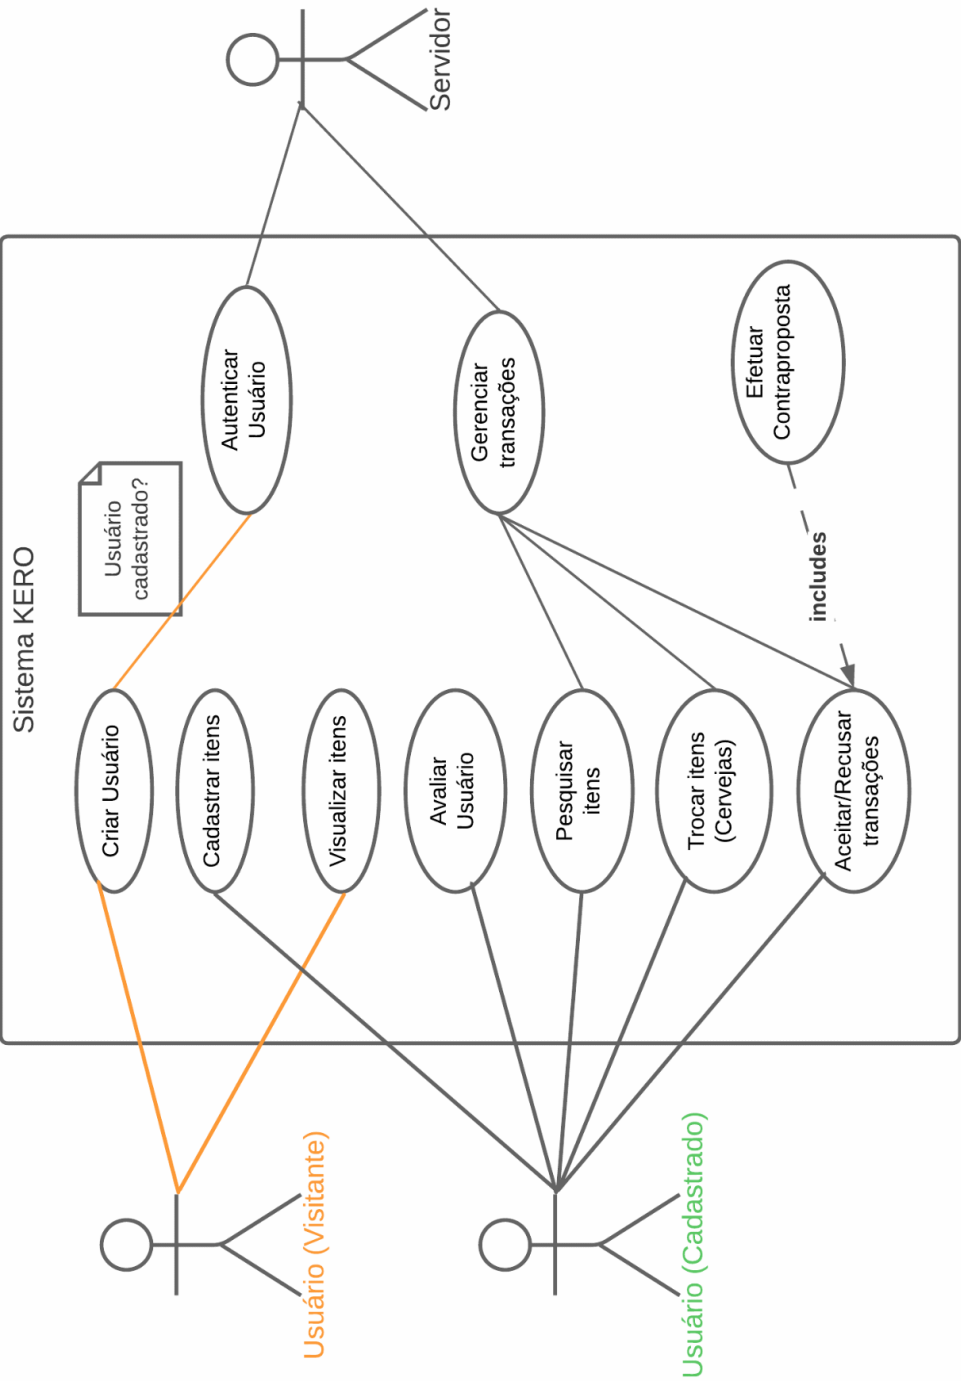 Sistema KERO
Usuário (Visitante)
Usuário (Cadastrado)
Criar Usuário
Cadastrar itens
Visualizar itens
Avaliar
Usuário
Pesquisar
itens
Trocar itens
(Cervejas)
Aceitar/Recusar
transações
Usuário
cadastrado?
Autenticar
Usuário
Gerenciar
transações
includes
Efetuar
Contraproposta
Servidor